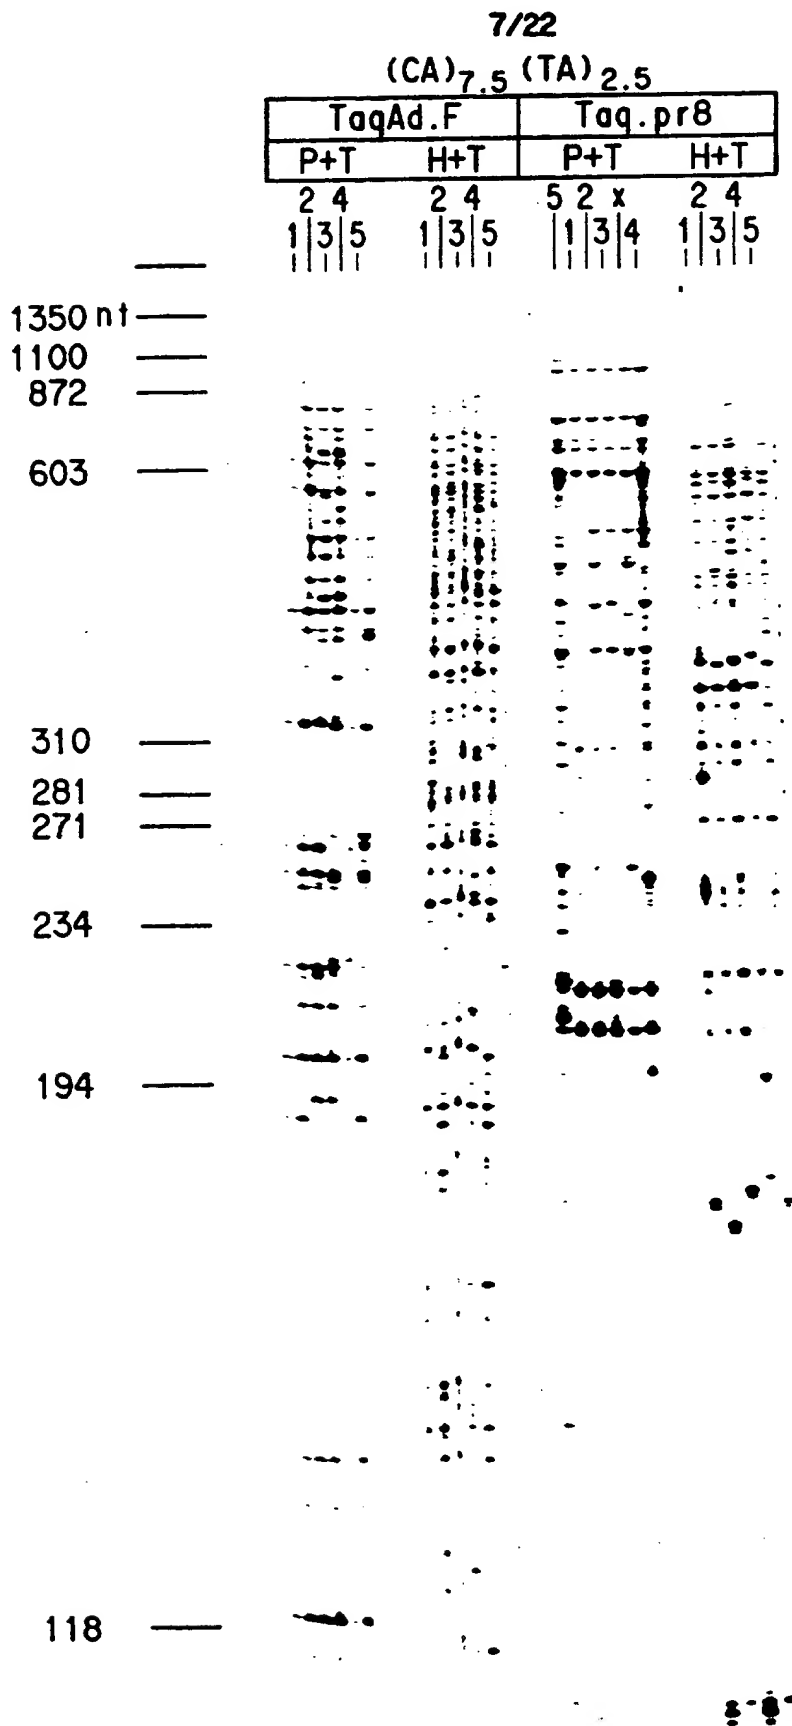 7/22
(CA)7.5 (TA)2.5
TaqAd.F Taq.pr8
P+T H+T P+T H+T
2 4 2 4 5 2 x 2 4
1 3 5 1 3 5 1 3 4 1 3 5
1350 nt
1100
872
603
310
281
271
234
194
118